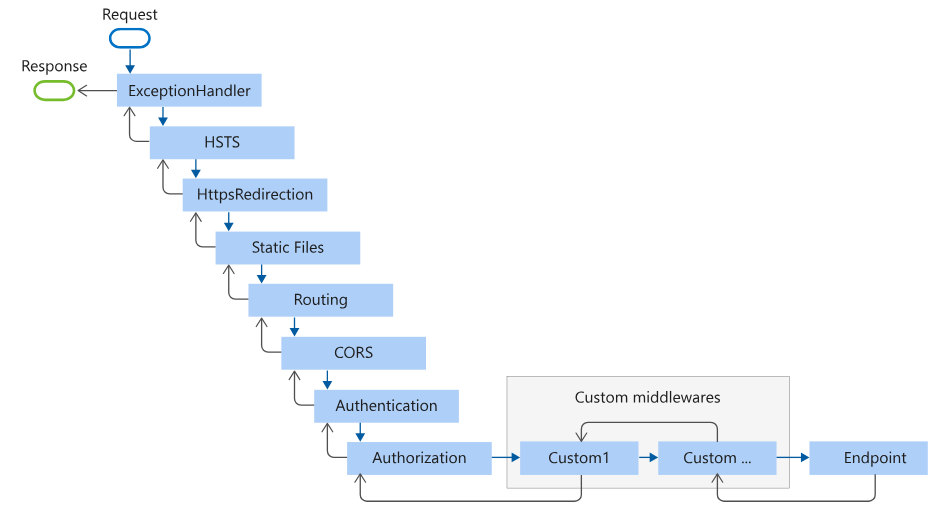 Request
Response
ExceptionHandler
HSTS
HttpsRedirection
Static Files
Routing
CORS
Authentication
Custom middlewares
Authorization
Custom1
Custom ...
Endpoint